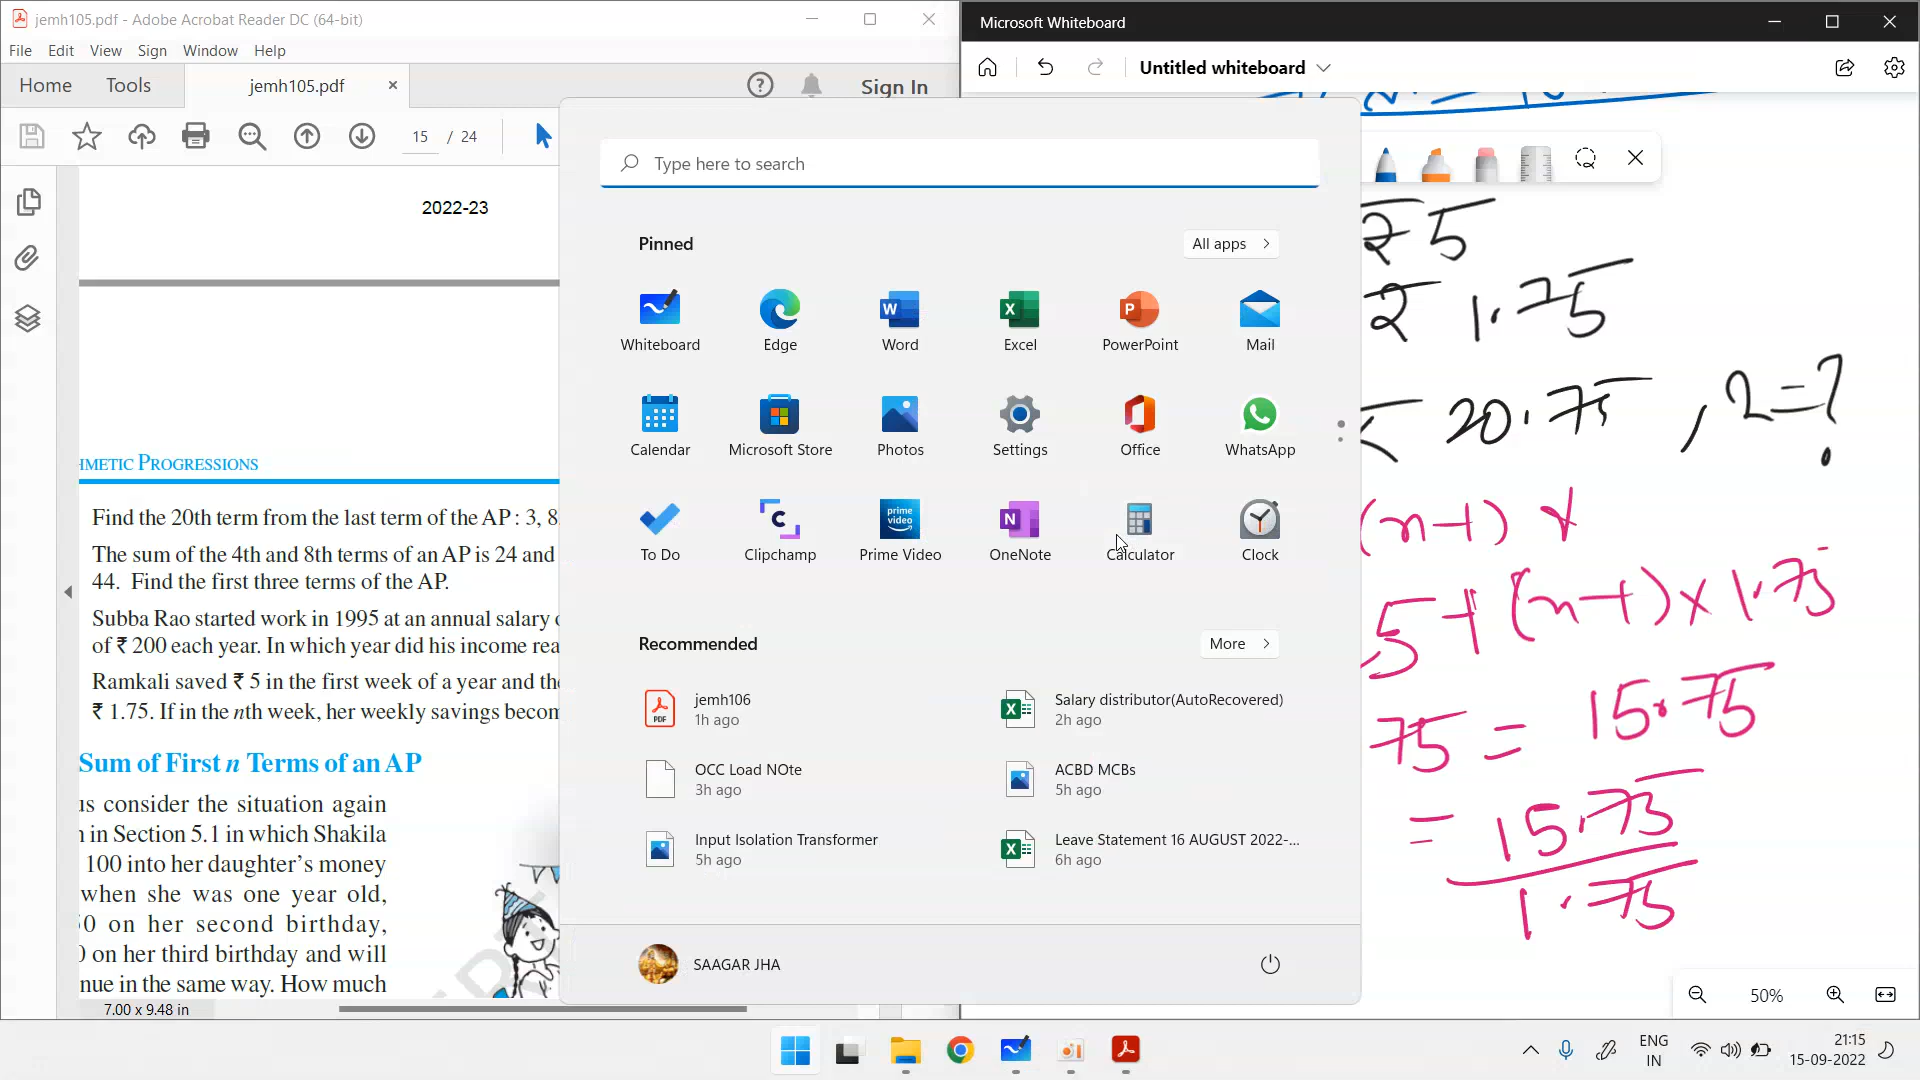 jemh105.pdf - Adobe Acrobat Reader DC (64-bit)
File Edit View Sign Window Help
Home Tools jemh105.pdf Sign In
15 / 24
2022-23
HMETIC PROGRESSIONS
Find the 20th term from the last term of the AP : 3, 8
The sum of the 4th and 8th terms of an AP is 24 and
44. Find the first three terms of the AP.
Subba Rao started work in 1995 at an annual salary o
of ₹ 200 each year. In which year did his income rea
Ramkali saved ₹ 5 in the first week of a year and the
₹ 1.75. If in the nth week, her weekly savings becom
Sum of First n Terms of an AP
us consider the situation again
n in Section 5.1 in which Shakila
100 into her daughter's money
when she was one year old,
50 on her second birthday,
0 on her third birthday and will
nue in the same way. How much
7.00 x 9.48 in
Type here to search
Pinned All apps
Whiteboard Edge Word Excel PowerPoint Mail
Calendar Microsoft Store Photos Settings Office WhatsApp
prime video
To Do Clipchamp Prime Video OneNote Calculator Clock
Recommended More
jemh106
1h ago
Salary distributor(AutoRecovered)
2h ago
OCC Load NOte
3h ago
ACBD MCBs
5h ago
Input Isolation Transformer
5h ago
Leave Statement 16 AUGUST 2022-...
6h ago
SAAGAR JHA
Microsoft Whiteboard
Untitled whiteboard
₹ 5
₹ 1.75
₹ 20.75, n=?
(n-1) x
5+(n-1)x1.75
75 = 15.75
= 15.75
1.75
50%
ENG
IN
21:15
15-09-2022